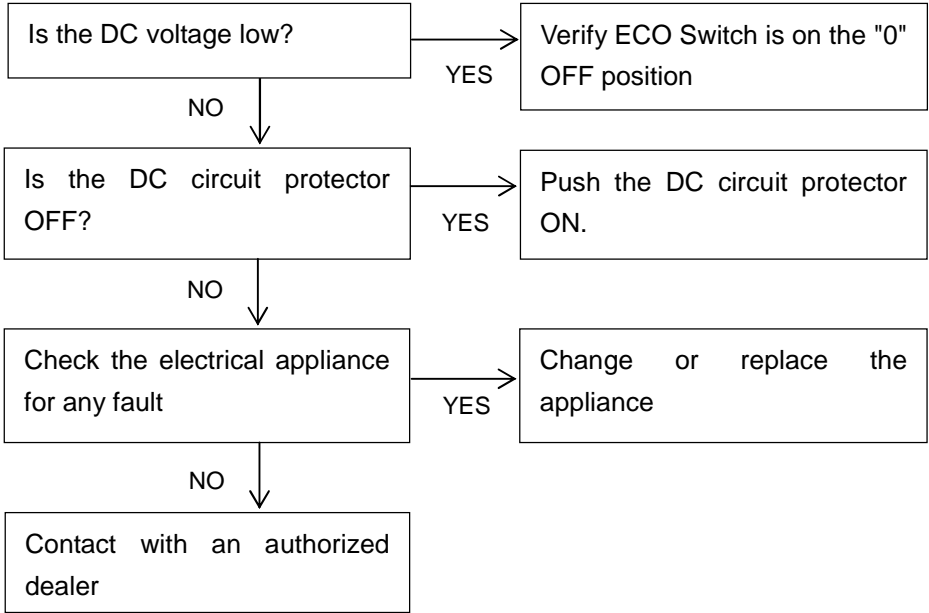 Is the DC voltage low?
YES
Verify ECO Switch is on the "0"
OFF position
NO
Is the DC circuit protector
OFF?
YES
Push the DC circuit protector
ON.
NO
Check the electrical appliance
for any fault
YES
Change or replace the
appliance
NO
Contact with an authorized
dealer